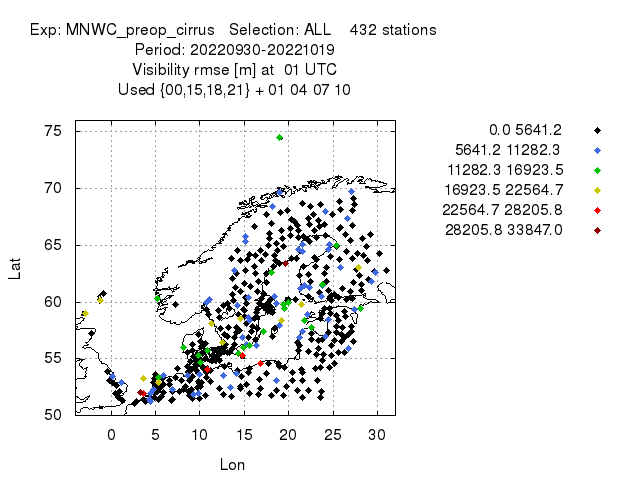 Exp: MNWC_preop_cirrus Selection: ALL 432 stations
Period: 20220930-20221019
Visibility rmse [m] at 01 UTC
Used {00,15,18,21} + 01 04 07 10
0.0 5641.2
5641.2 11282.3
11282.3 16923.5
16923.5 22564.7
22564.7 28205.8
28205.8 33847.0
75
70
65
60
55
50
Lat
0 5 10 15 20 25 30
Lon